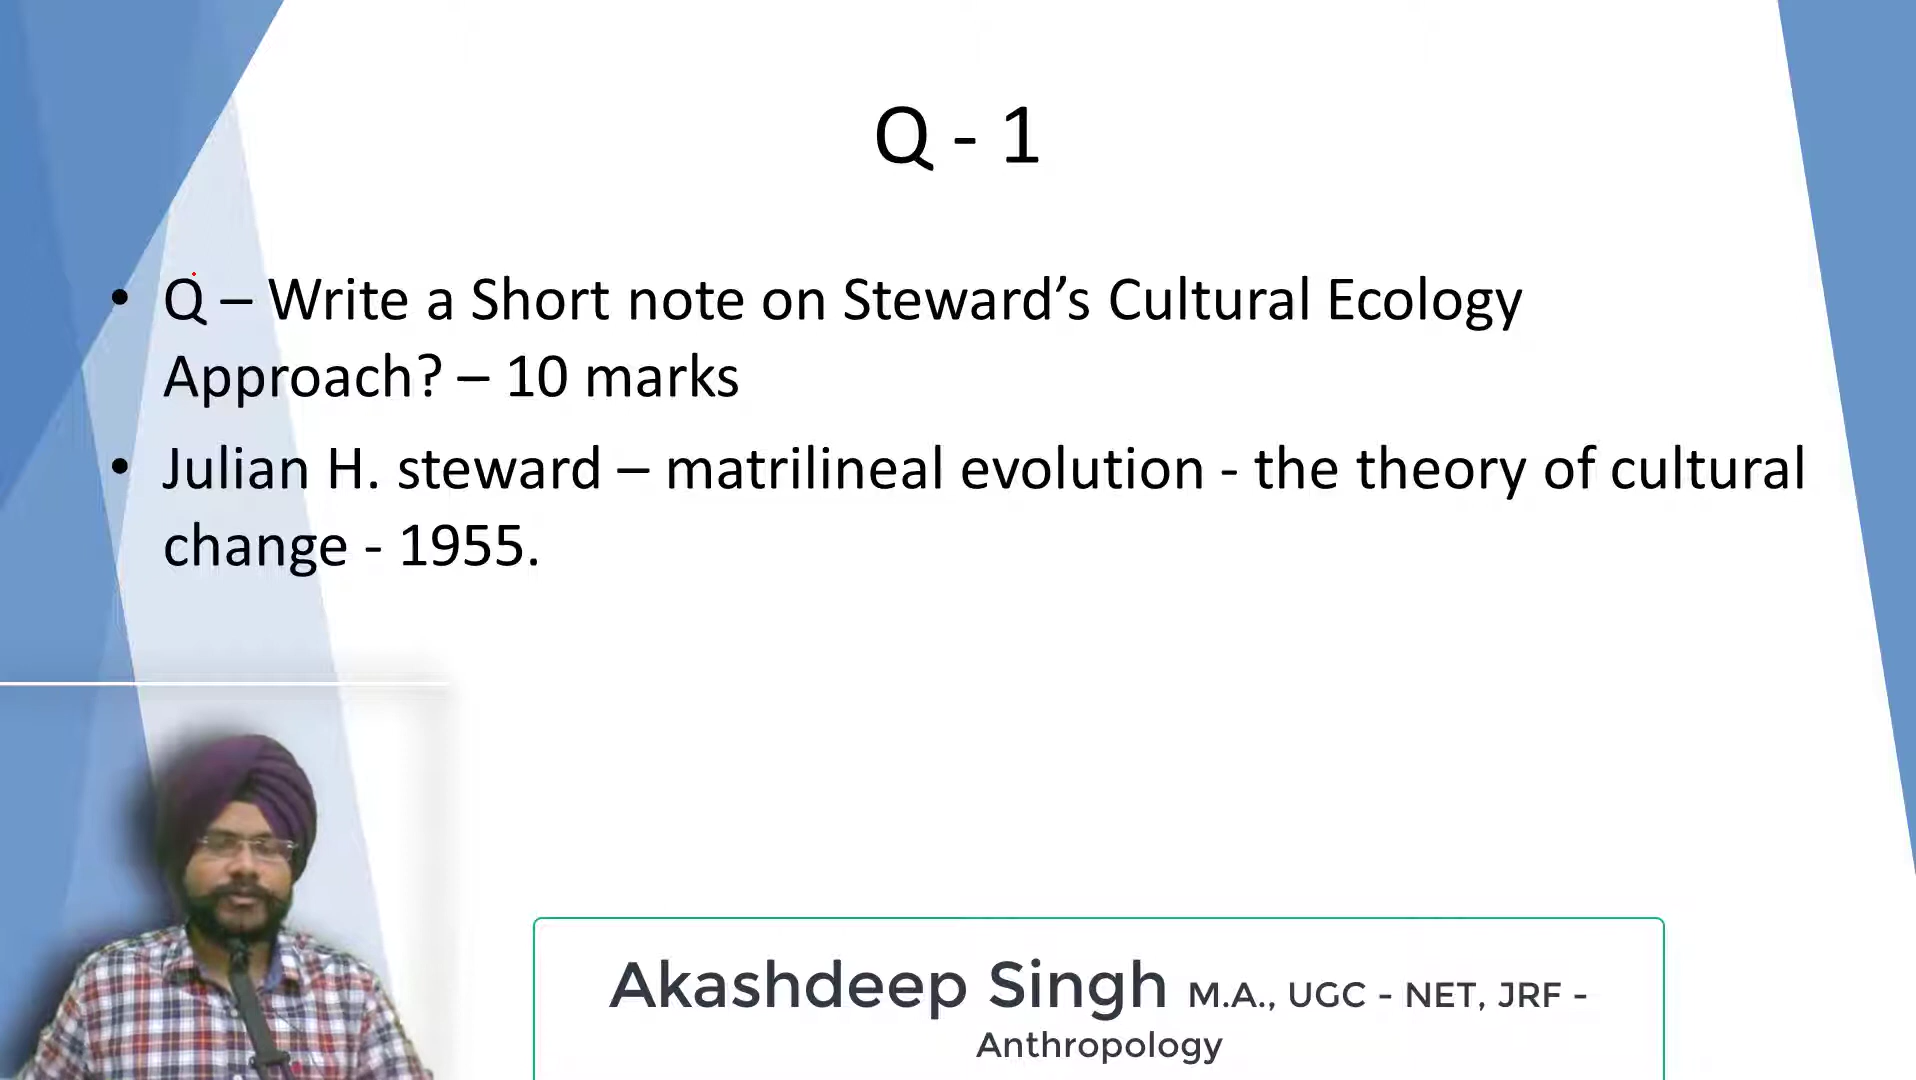 Q - 1
• Q – Write a Short note on Steward’s Cultural Ecology
Approach? – 10 marks
• Julian H. steward – matrilineal evolution - the theory of cultural
change - 1955.
Akashdeep Singh M.A., UGC - NET, JRF -
Anthropology